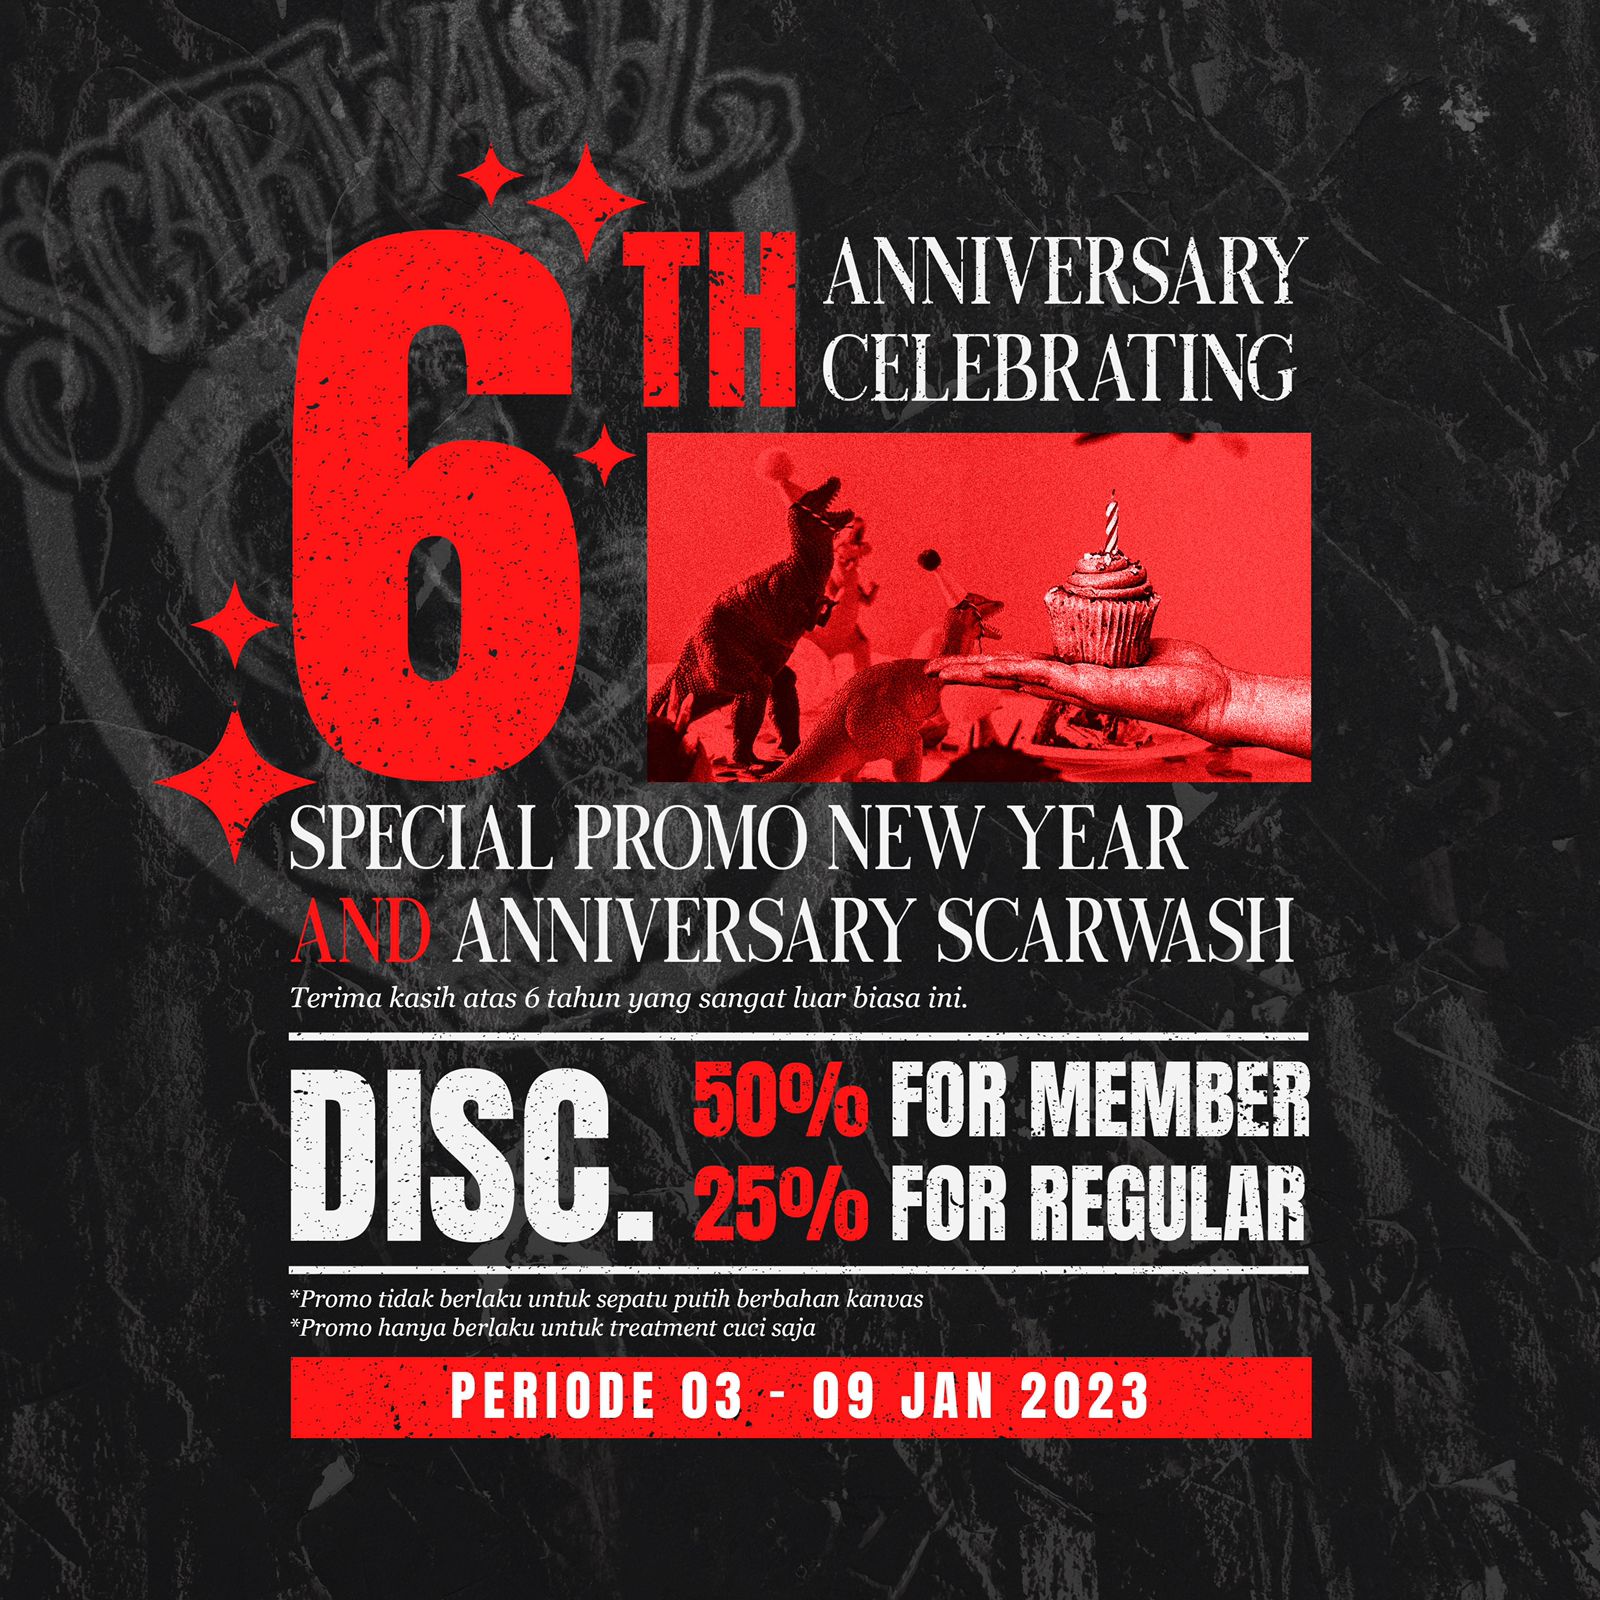 SCARWASH
6TH
ANNIVERSARY
CELEBRATING
SPECIAL PROMO NEW YEAR
AND ANNIVERSARY SCARWASH
Terima kasih atas 6 tahun yang sangat luar biasa ini.
DISC.
50% FOR MEMBER
25% FOR REGULAR
*Promo tidak berlaku untuk sepatu putih berbahan kanvas
*Promo hanya berlaku untuk treatment cuci saja
PERIODE 03 - 09 JAN 2023